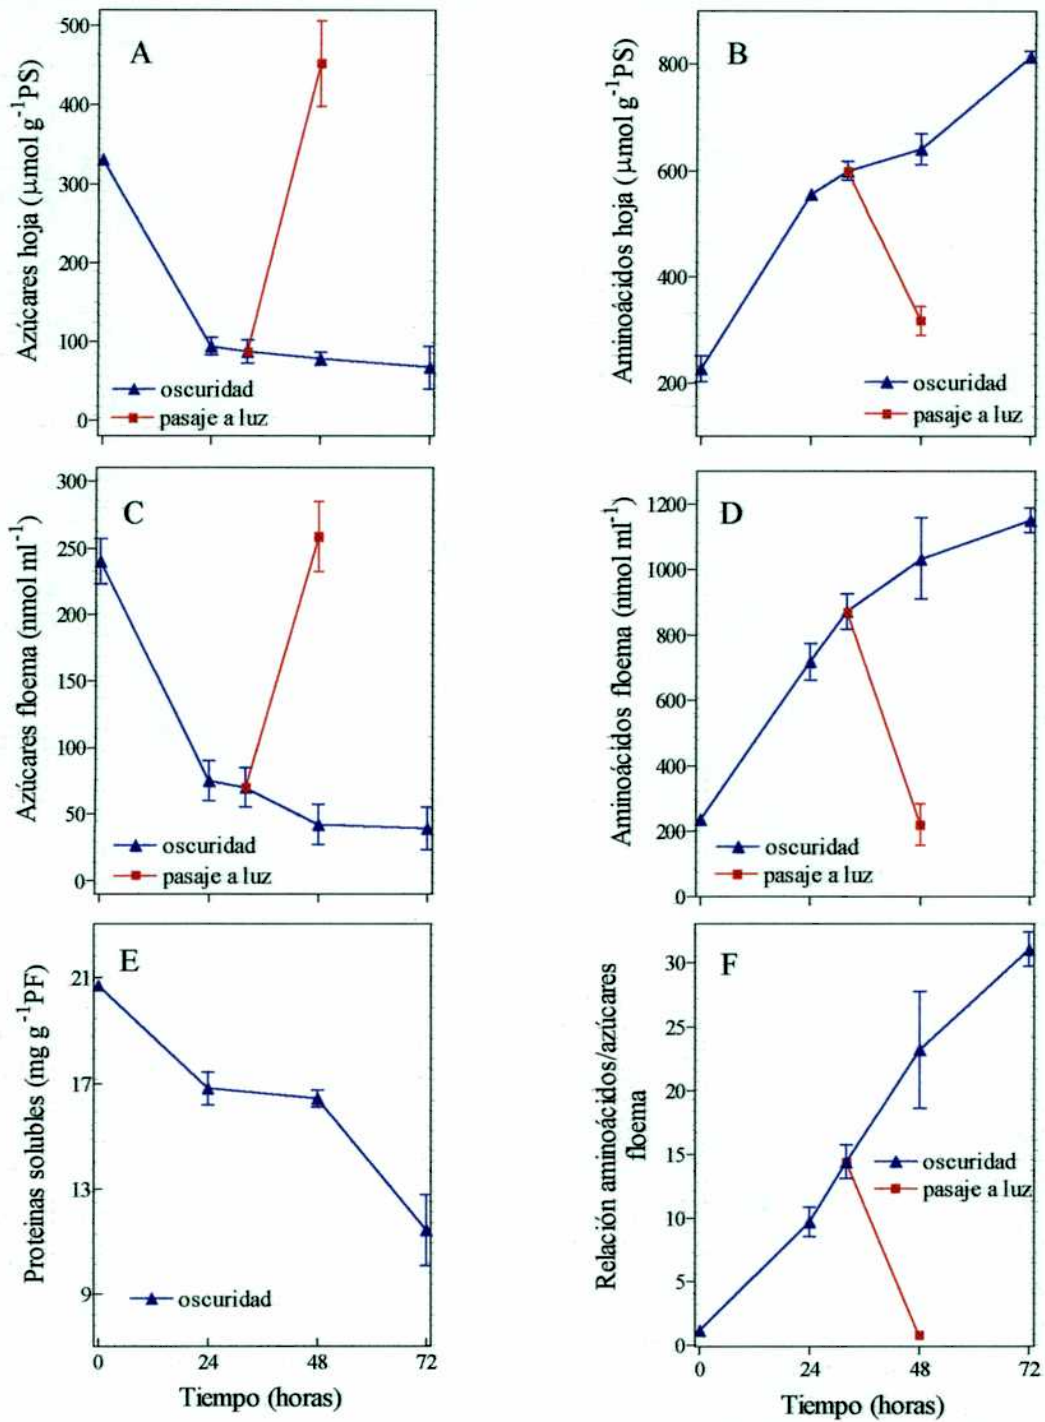 A
Azúcares hoja (μmol g⁻¹PS)
500
400
300
200
100
0
oscuridad
pasaje a luz
B
Aminoácidos hoja (μmol g⁻¹PS)
800
600
400
200
oscuridad
pasaje a luz
C
Azúcares floema (nmol ml⁻¹)
300
250
200
150
100
50
0
oscuridad
pasaje a luz
D
Aminoácidos floema (nmol ml⁻¹)
1200
1000
800
600
400
200
0
oscuridad
pasaje a luz
E
Proteinas solubles (mg g⁻¹PF)
21
17
13
9
oscuridad
0 24 48 72
Tiempo (horas)
F
Relación aminoácidos/azúcares
floema
30
25
20
15
10
5
0
oscuridad
pasaje a luz
0 24 48 72
Tiempo (horas)